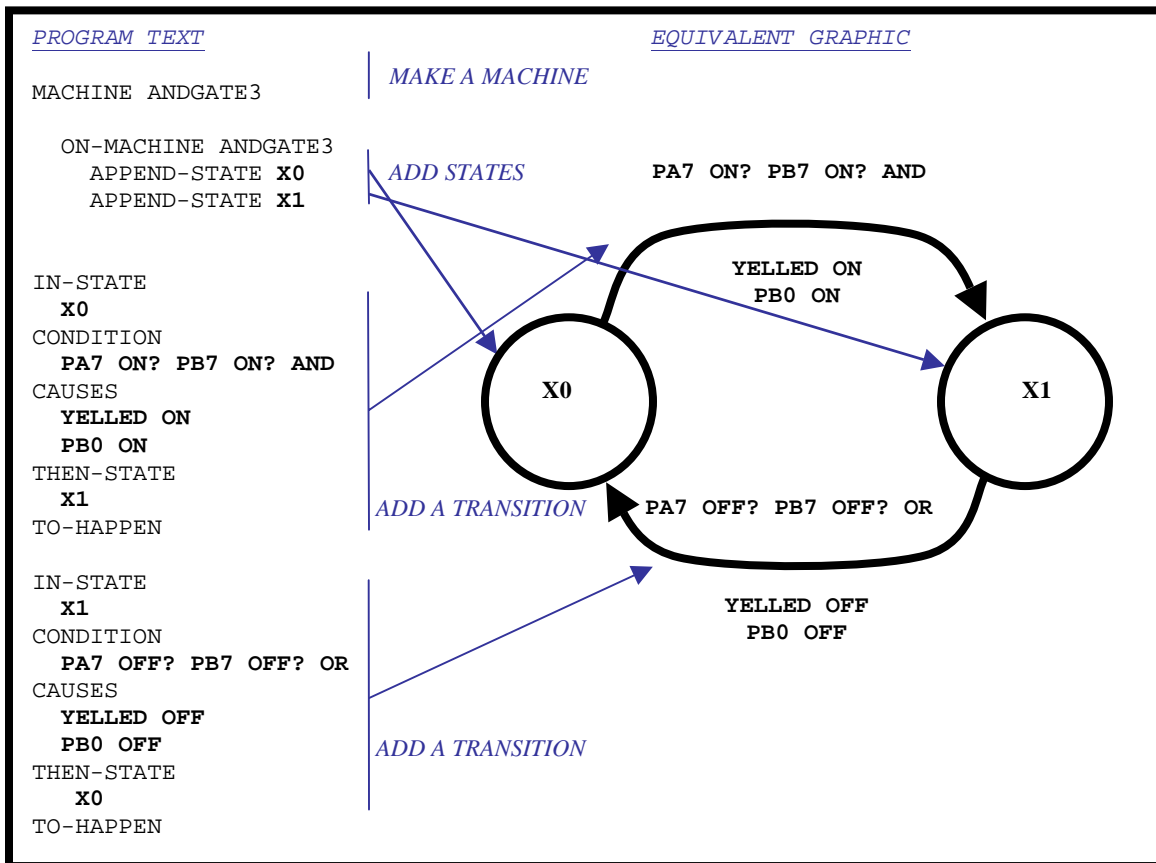 PROGRAM TEXT
MACHINE ANDGATE3
ON-MACHINE ANDGATE3
APPEND-STATE X0
APPEND-STATE X1
IN-STATE
X0
CONDITION
PA7 ON? PB7 ON? AND
CAUSES
YELLED ON
PB0 ON
THEN-STATE
X1
TO-HAPPEN
IN-STATE
X1
CONDITION
PA7 OFF? PB7 OFF? OR
CAUSES
YELLED OFF
PB0 OFF
THEN-STATE
X0
TO-HAPPEN
MAKE A MACHINE
ADD STATES
ADD A TRANSITION
ADD A TRANSITION
EQUIVALENT GRAPHIC
PA7 ON? PB7 ON? AND
YELLED ON
PB0 ON
X0
X1
PA7 OFF? PB7 OFF? OR
YELLED OFF
PB0 OFF